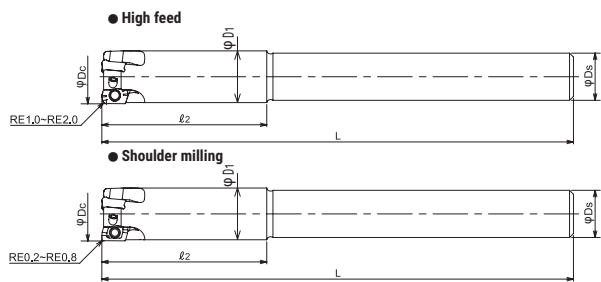 ● High feed
φDc
φD1
φDs
RE1.0~RE2.0
ℓ2
L
● Shoulder milling
φDc
φD1
φDs
RE0.2~RE0.8
ℓ2
L